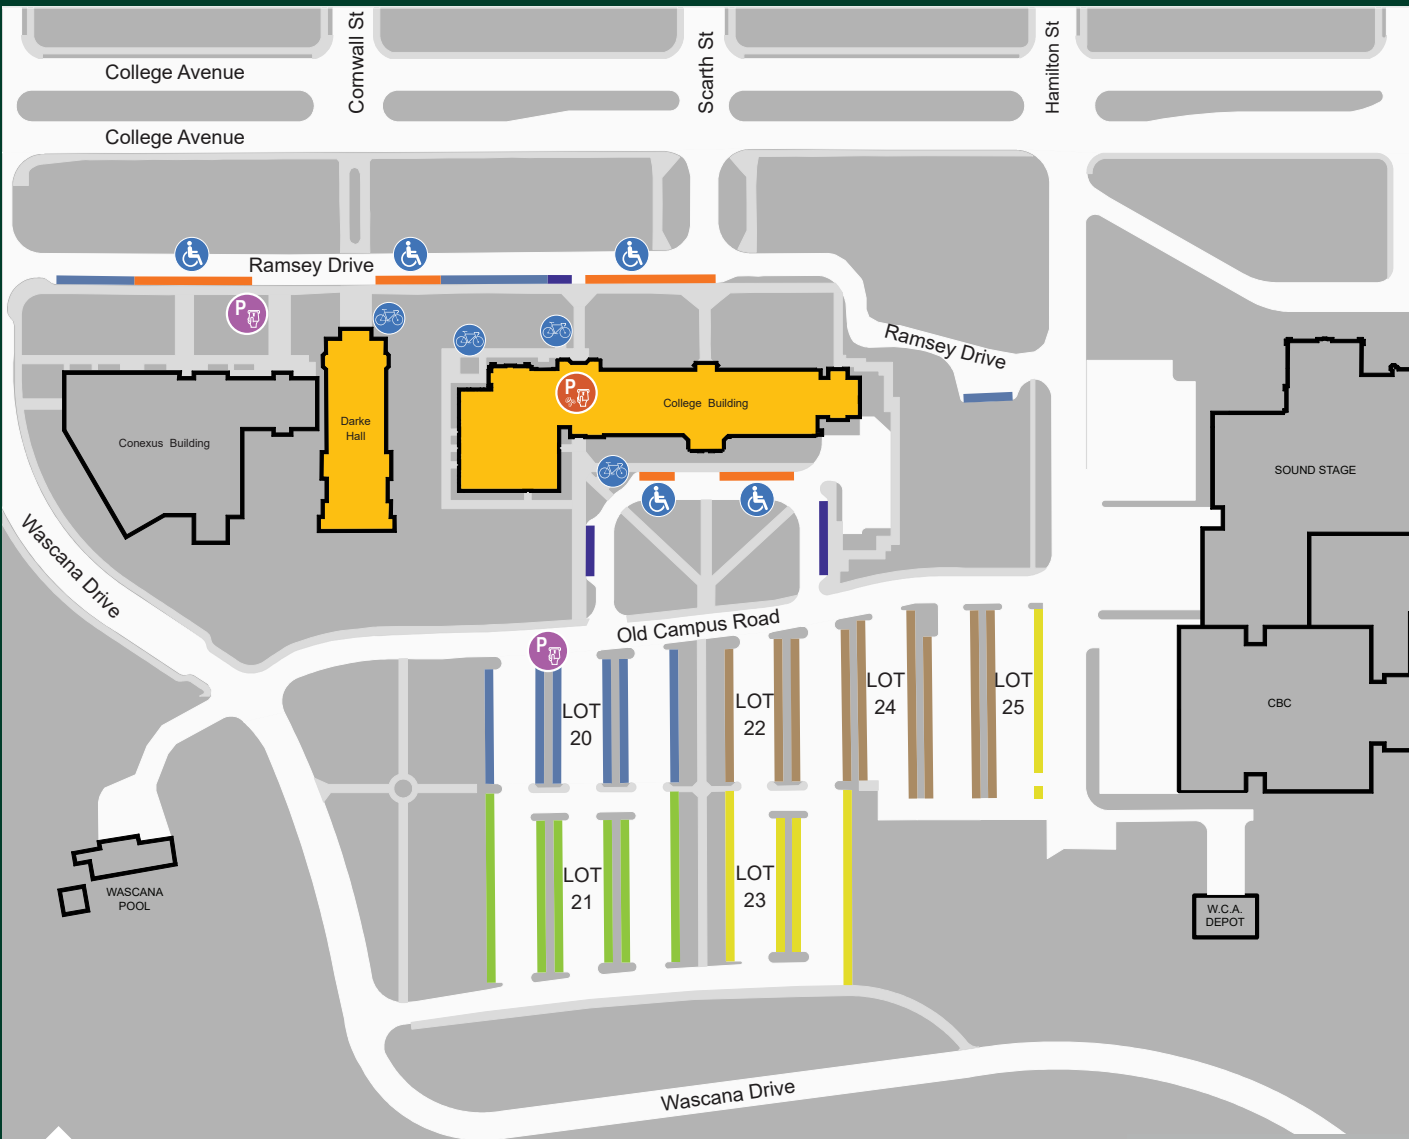 Cornwall St
Scarth St
Hamilton St
College Avenue
College Avenue
Ramsey Drive
P
Ramsey Drive
P
College Building
Darke
Hall
Conexus Building
SOUND STAGE
Wascana Drive
Old Campus Road
P
LOT
20
LOT
22
LOT
24
LOT
25
CBC
LOT
21
LOT
23
WASCANA
POOL
W.C.A.
DEPOT
Wascana Drive